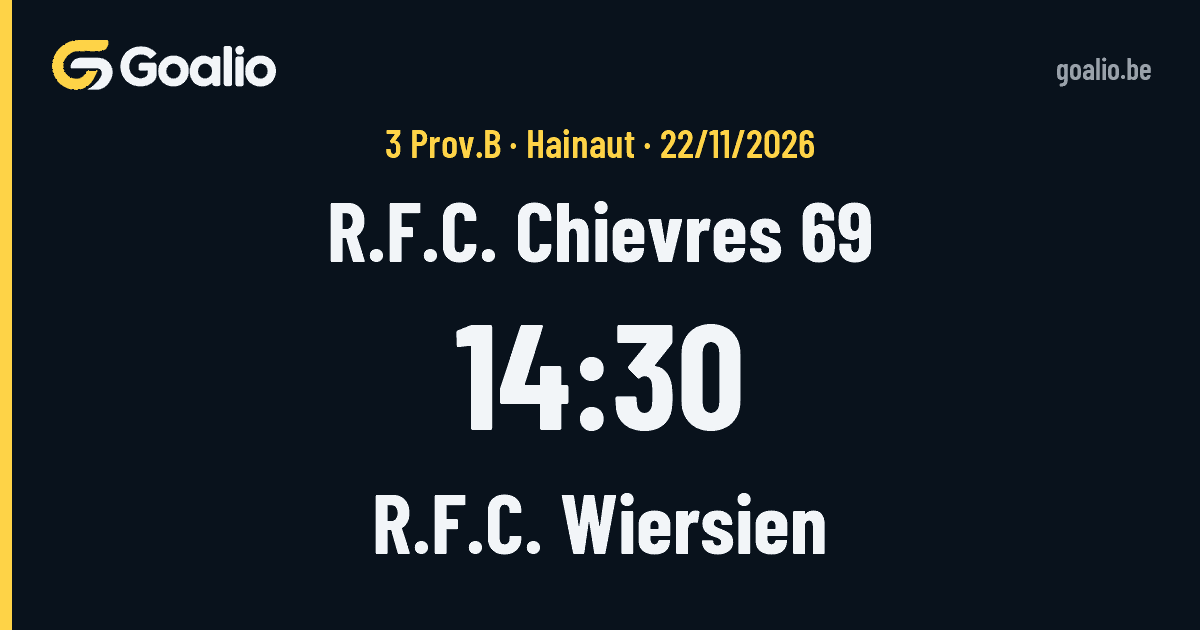 Goalio
goalio.be
3 Prov.B · Hainaut · 22/11/2026
R.F.C. Chievres 69
14:30
R.F.C. Wiersien